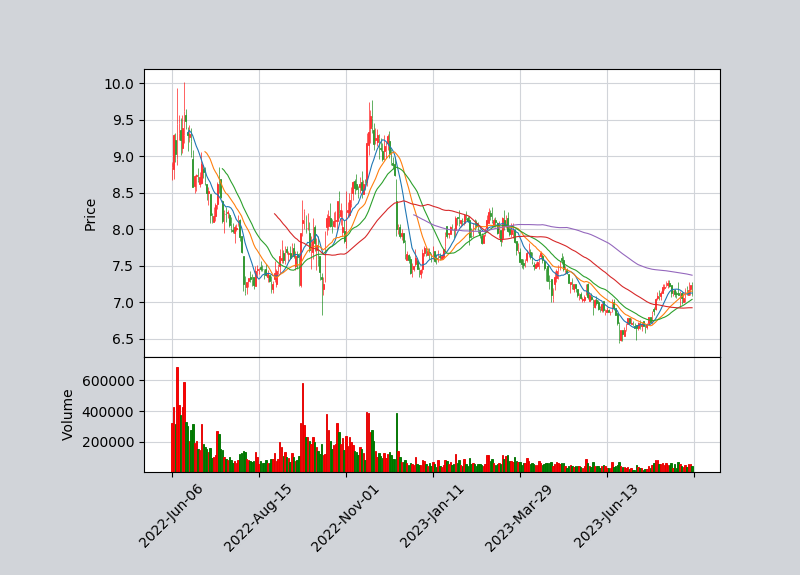 10.0
9.5
9.0
8.5
8.0
7.5
7.0
6.5
Price
600000
400000
200000
Volume
2022-Jun-06
2022-Aug-15
2022-Nov-01
2023-Jan-11
2023-Mar-29
2023-Jun-13